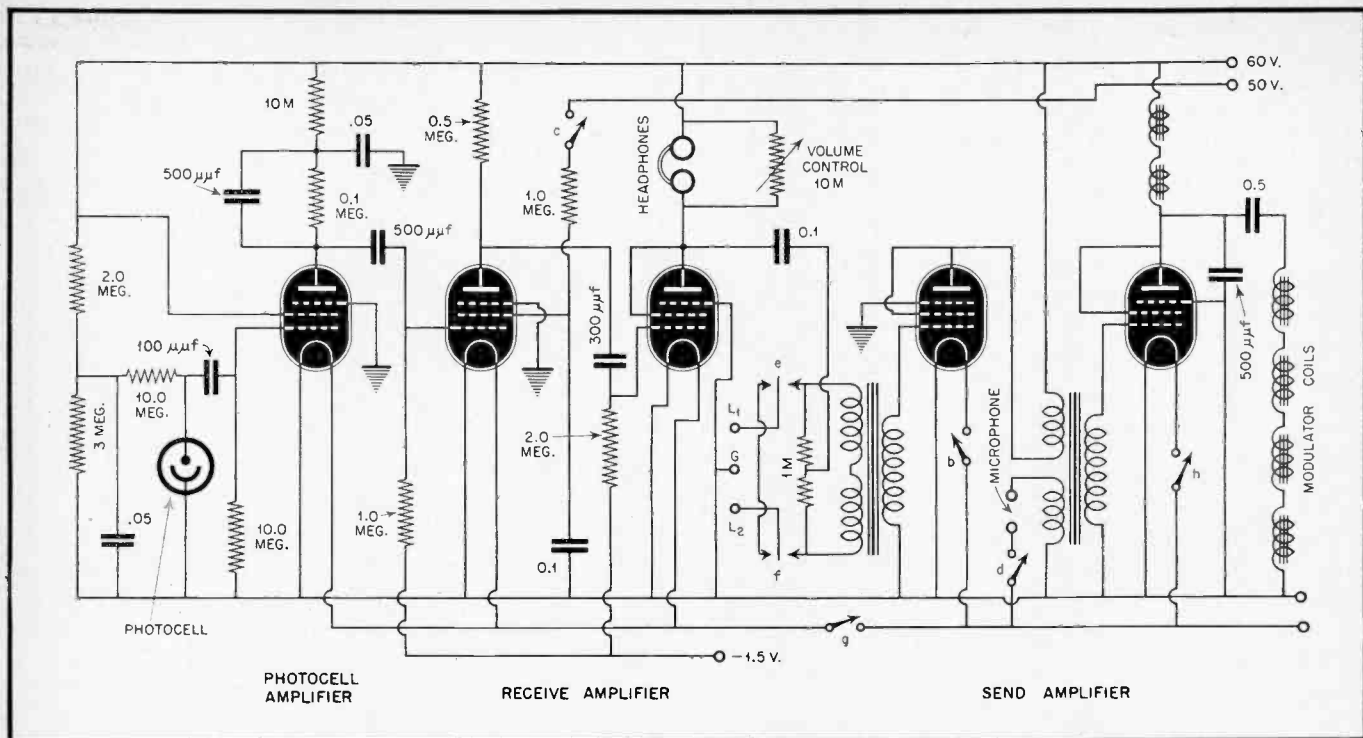 60 V.
50 V.
10 M
.05
0.5
MEG.
c
500 µµf
0.1
MEG.
1.0
MEG.
HEADPHONES
VOLUME
CONTROL
10 M
0.5
500 µµf
0.1
2.0
MEG.
300 µµf
500 µµf
MODULATOR COILS
100 µµf
10.0
MEG.
3 MEG.
2.0
MEG.
e
L1
G
L2
f
1M
b
MICROPHONE
d
h
.05
10.0
MEG.
1.0
MEG.
0.1
PHOTOCELL
g
—1.5 V.
PHOTOCELL
AMPLIFIER
RECEIVE AMPLIFIER
SEND AMPLIFIER